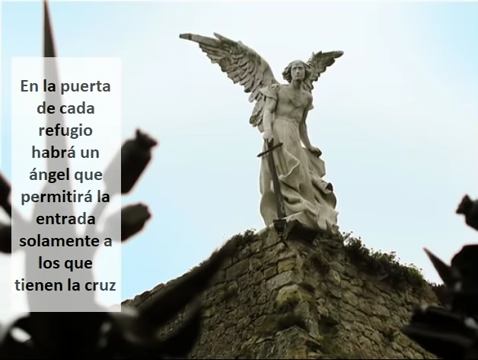 En la puerta
de cada
refugio
habrá un
ángel que
permitirá la
entrada
solamente a
los que
tienen la cruz